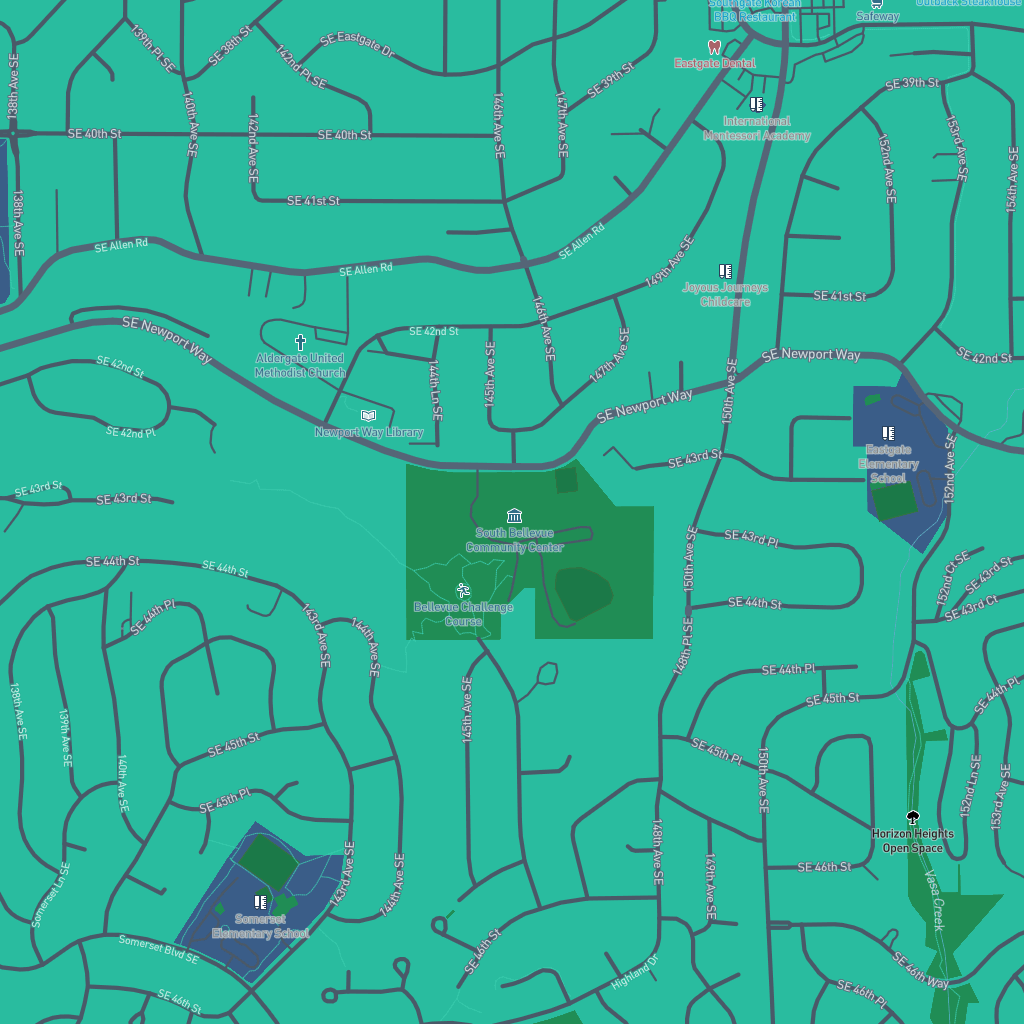 Southgate Korean
BBQ Restaurant
Safeway
Outback Steakhouse
Eastgate Dental
139th Pl SE
SE 38th St
SE Eastgate Dr
142nd Pl SE
138th Ave SE
140th Ave SE
142nd Ave SE
146th Ave SE
147th Ave SE
SE 39th St
SE 39th St
International
Montessori Academy
SE 40th St
SE 40th St
152nd Ave SE
153rd Ave SE
154th Ave SE
138th Ave SE
SE 41st St
SE Allen Rd
SE Allen Rd
SE Allen Rd
149th Ave SE
Joyous Journeys
Childcare
SE 41st St
SE Newport Way
SE 42nd St
146th Ave SE
147th Ave SE
SE Newport Way
SE 42nd St
Aldergate United
Methodist Church
SE 42nd St
144th Ln SE
145th Ave SE
150th Ave SE
SE Newport Way
Newport Way Library
SE 42nd Pl
Eastgate
Elementary
School
152nd Ave SE
SE 43rd St
SE 43rd St
SE 43rd St
South Bellevue
Community Center
SE 43rd Pl
150th Ave SE
SE 44th St
SE 44th St
Bellevue Challenge
Course
152nd Ct SE
SE 43rd St
SE 43rd Ct
SE 44th St
SE 44th Pl
143rd Ave SE
144th Ave SE
148th Pl SE
SE 44th Pl
SE 45th St
SE 44th Pl
138th Ave SE
139th Ave SE
140th Ave SE
145th Ave SE
SE 45th St
SE 45th Pl
SE 45th Pl
150th Ave SE
152nd Ln SE
153rd Ave SE
Horizon Heights
Open Space
148th Ave SE
149th Ave SE
SE 46th St
Somerset Ln SE
143rd Ave SE
144th Ave SE
Somerset
Elementary School
Vasa Creek
Somerset Blvd SE
SE 46th St
Highland Dr
SE 46th Way
SE 46th Pl
SE 46th St